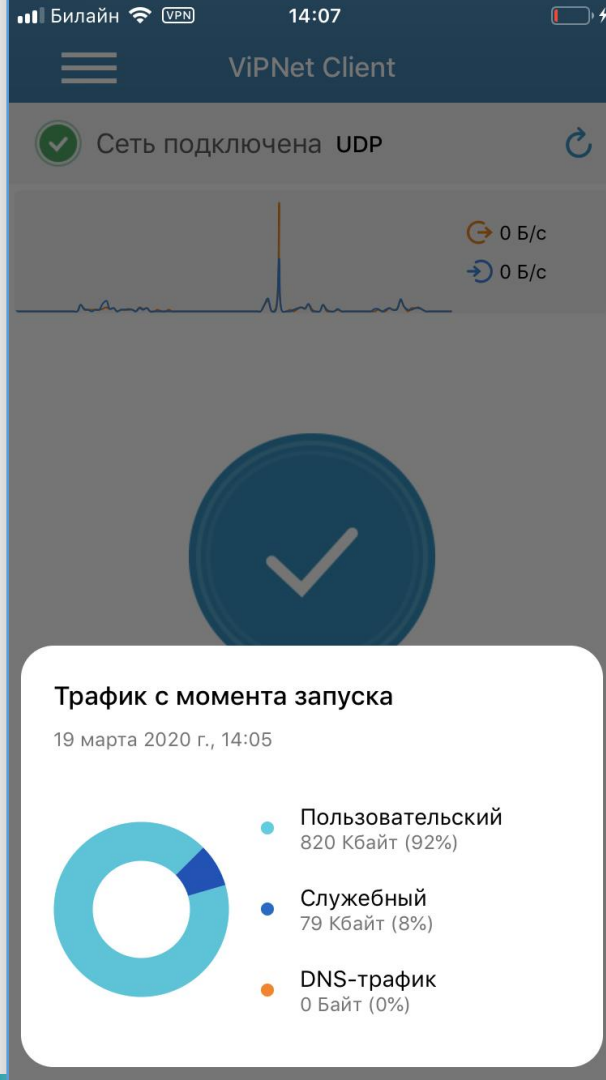 Билайн VPN 14:07
ViPNet Client
Сеть подключена UDP
0 Б/с
0 Б/с
Трафик с момента запуска
19 марта 2020 г., 14:05
Пользовательский
820 Кбайт (92%)
Служебный
79 Кбайт (8%)
DNS-трафик
0 Байт (0%)